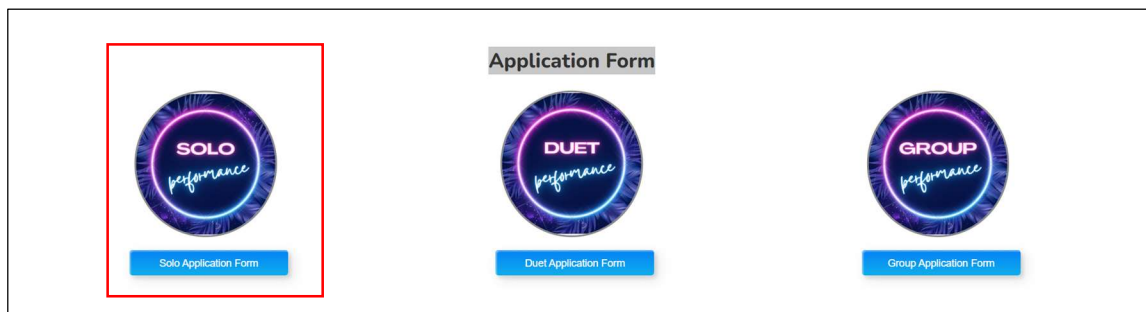 Application Form
SOLO
performance
DUET
performance
GROUP
performance
Solo Application Form
Duet Application Form
Group Application Form